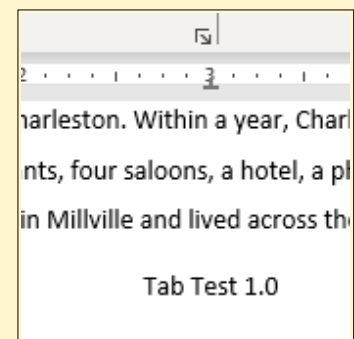 2 3
harleston. Within a year, Charl
nts, four saloons, a hotel, a p
in Millville and lived across th
Tab Test 1.0